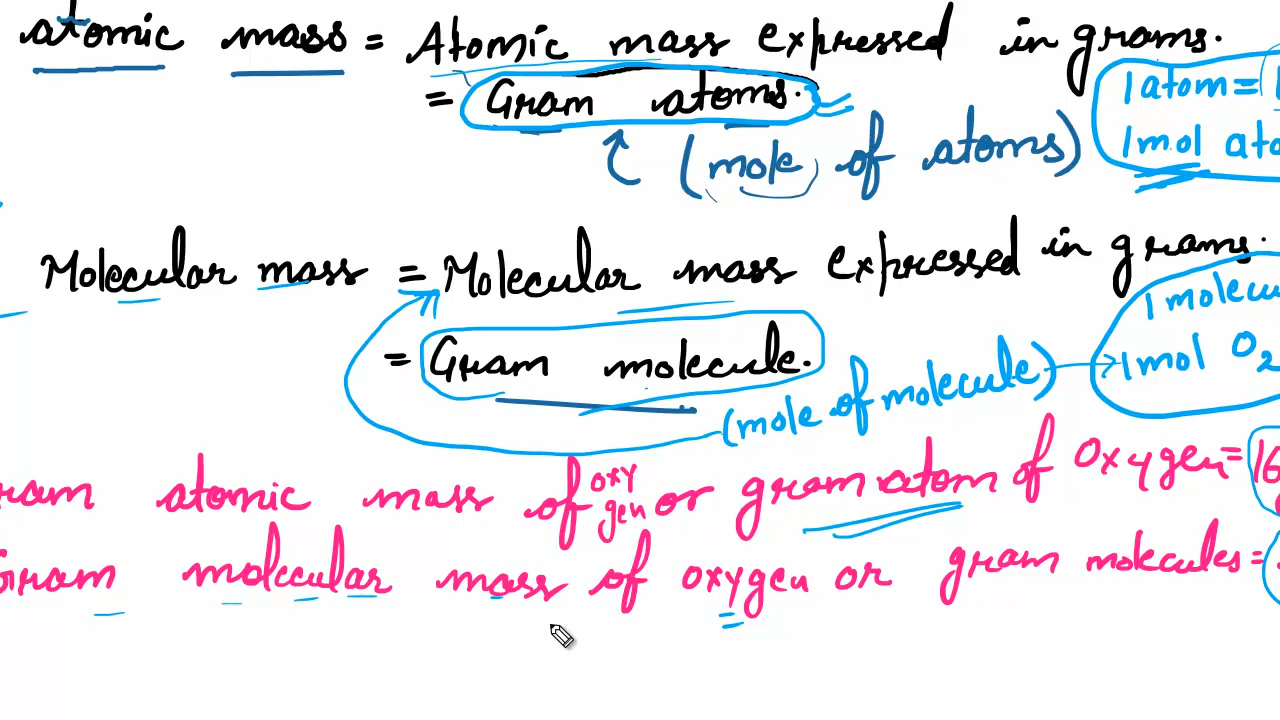 atomic mass = Atomic mass expressed in grams.
= Gram atoms.
(mole of atoms)
1 atom =
1 mol ato
Molecular mass = Molecular mass expressed in grams.
= Gram molecule.
(mole of molecule)
1 molecu
1 mol O2
ram atomic mass of oxygen or gram atom of Oxygen = 16
Gram molecular mass of oxygen or gram molecules =